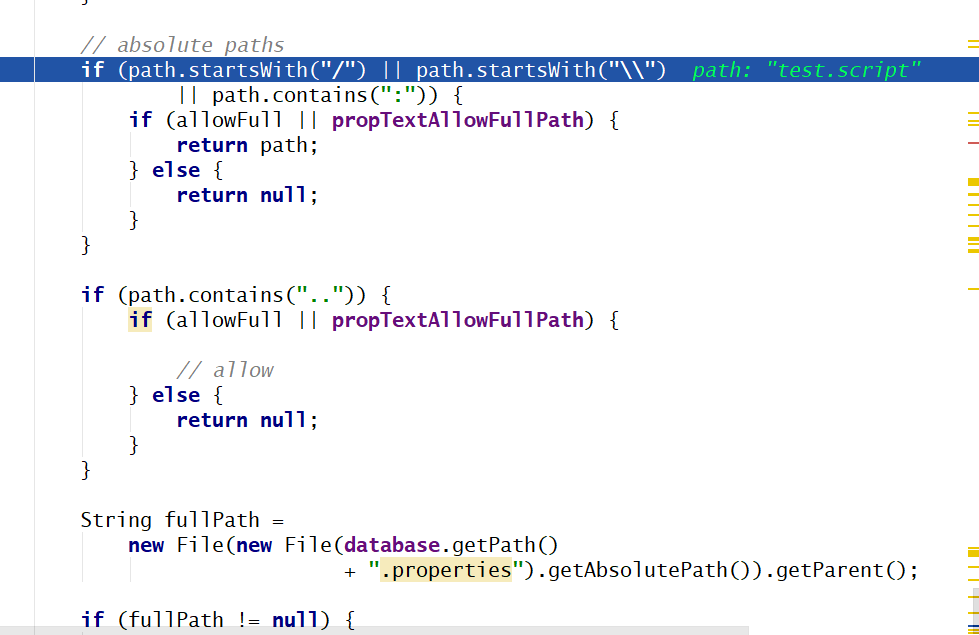 }
// absolute paths
if (path.startsWith("/") || path.startsWith("\\")  path: "test.script"
|| path.contains(":")) {
if (allowFull || propTextAllowFullPath) {
return path;
} else {
return null;
}
}
if (path.contains("..")) {
if (allowFull || propTextAllowFullPath) {
// allow
} else {
return null;
}
}
String fullPath =
new File(new File(database.getPath()
+ ".properties").getAbsolutePath()).getParent();
if (fullPath != null) {